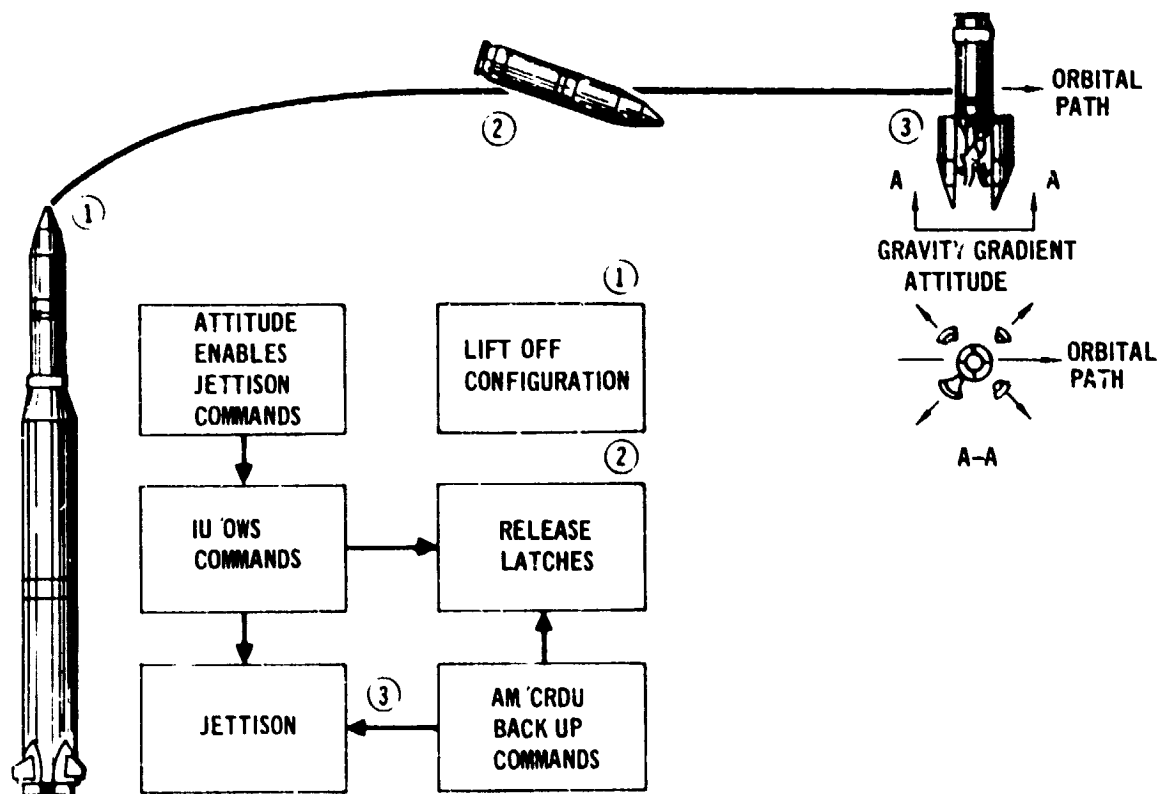 ORBITAL
PATH
②
③
A A
①
GRAVITY GRADIENT
ATTITUDE
①
ATTITUDE
ENABLES
JETTISON
COMMANDS
LIFT OFF
CONFIGURATION
ORBITAL
PATH
A-A
②
IU OWS
COMMANDS
RELEASE
LATCHES
③
JETTISON
AM CRDU
BACK UP
COMMANDS